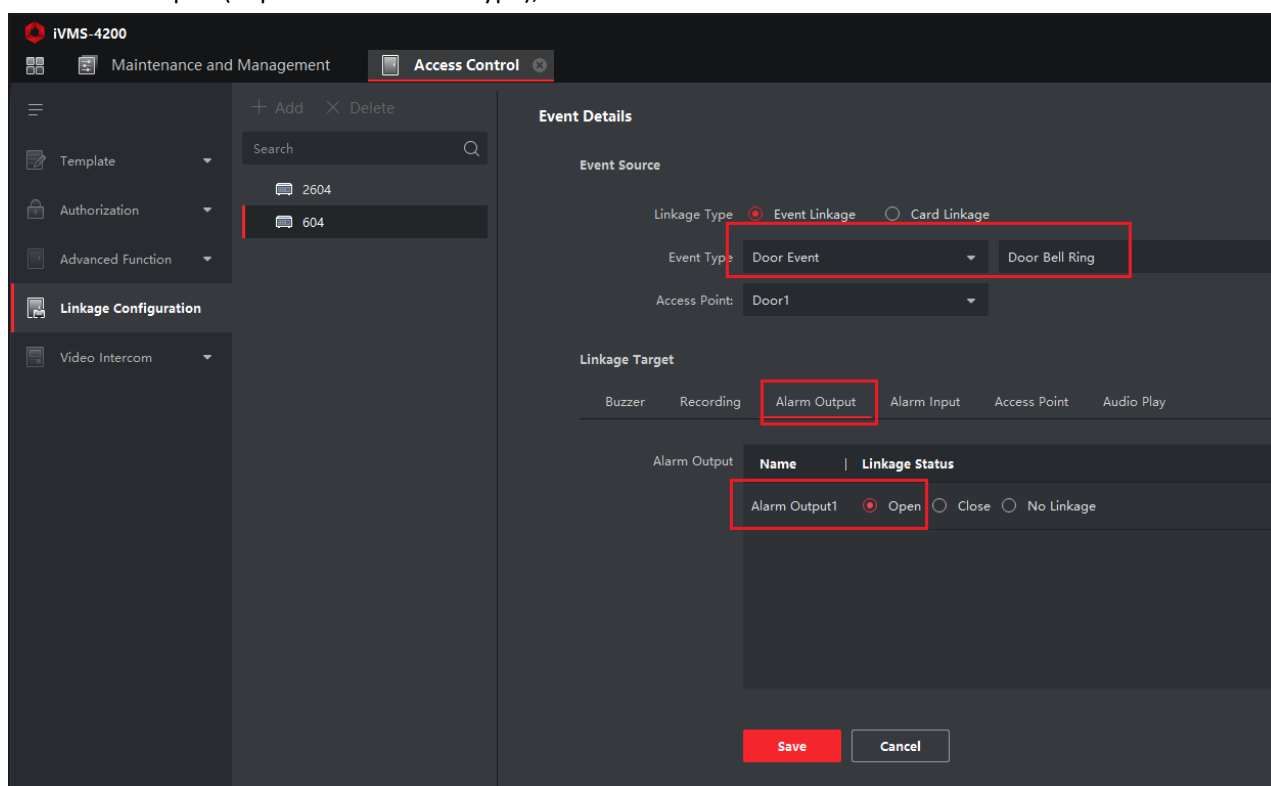 iVMS-4200
Maintenance and Management Access Control
+ Add × Delete
Search
2604
604
Template
Authorization
Advanced Function
Linkage Configuration
Video Intercom
Event Details
Event Source
Linkage Type Event Linkage Card Linkage
Event Type Door Event Door Bell Ring
Access Point: Door1
Linkage Target
Buzzer Recording Alarm Output Alarm Input Access Point Audio Play
Alarm Output Name | Linkage Status
Alarm Output1 Open Close No Linkage
Save Cancel